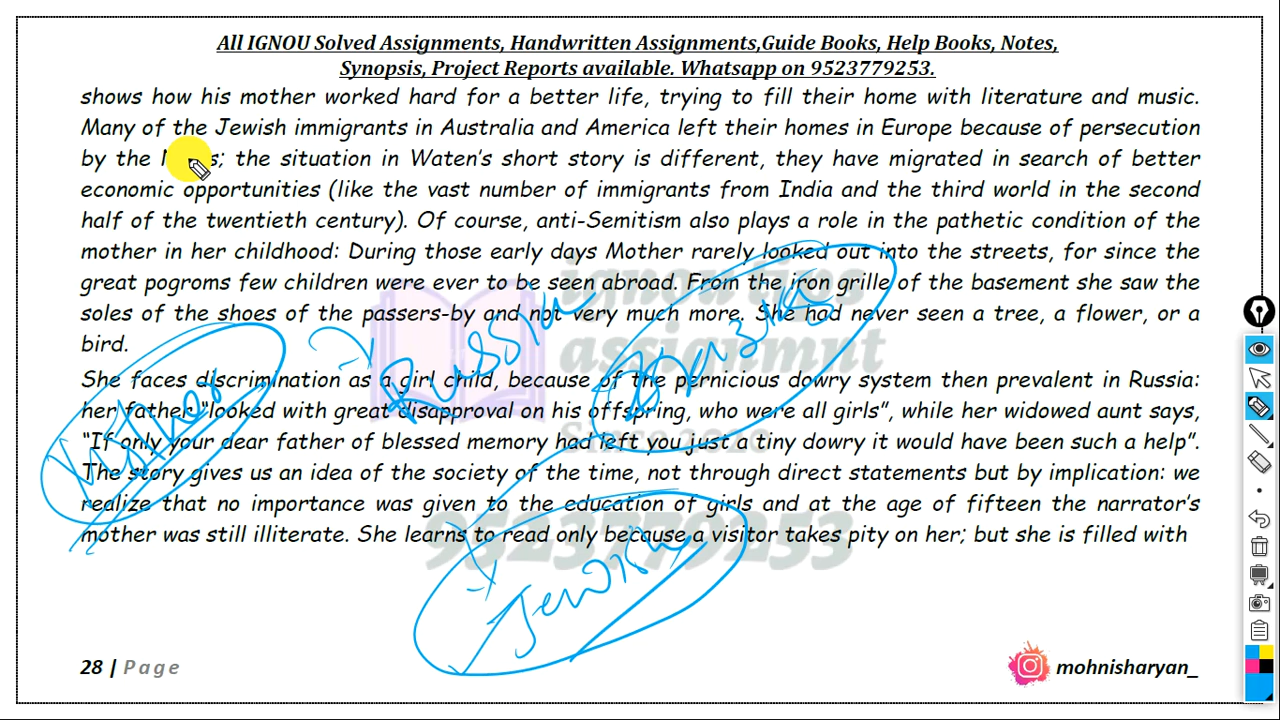 All IGNOU Solved Assignments, Handwritten Assignments,Guide Books, Help Books, Notes,
Synopsis, Project Reports available. Whatsapp on 9523779253.
shows how his mother worked hard for a better life, trying to fill their home with literature and music.
Many of the Jewish immigrants in Australia and America left their homes in Europe because of persecution
by the the situation in Waten's short story is different, they have migrated in search of better
economic opportunities (like the vast number of immigrants from India and the third world in the second
half of the twentieth century). Of course, anti-Semitism also plays a role in the pathetic condition of the
mother in her childhood: During those early days Mother rarely looked out into the streets, for since the
great pogroms few children were ever to be seen abroad. From the iron grille of the basement she saw the
soles of the shoes of the passers-by and not very much more. She had never seen a tree, a flower, or a
bird.
She faces discrimination as a girl child, because of the pernicious dowry system then prevalent in Russia:
her father "looked with great disapproval on his offspring, who were all girls", while her widowed aunt says,
"If only your dear father of blessed memory had left you just a tiny dowry it would have been such a help".
The story gives us an idea of the society of the time, not through direct statements but by implication: we
realize that no importance was given to the education of girls and at the age of fifteen the narrator's
mother was still illiterate. She learns to read only because a visitor takes pity on her; but she is filled with
ignou tips
assignmnt
Since 2020
9523779253
Mother
Russia
Jewish
28 | Page
mohnisharyan_